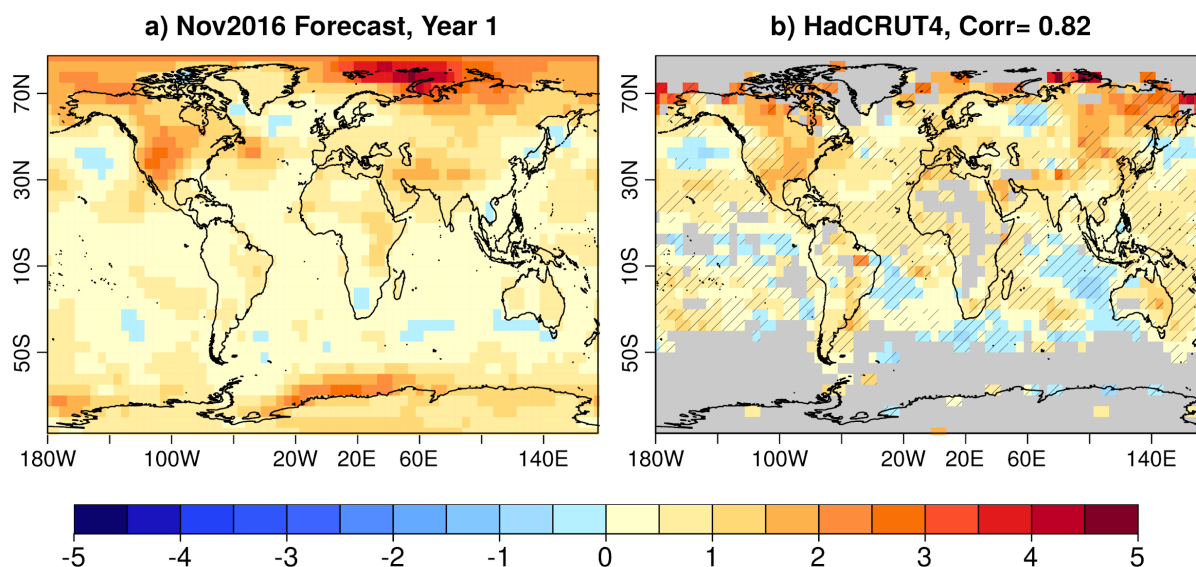 a) Nov2016 Forecast, Year 1
b) HadCRUT4, Corr= 0.82
70N
30N
10S
50S
180W 100W 20W 20E 60E 140E
70N
30N
10S
50S
180W 100W 20W 20E 60E 140E
-5 -4 -3 -2 -1 0 1 2 3 4 5